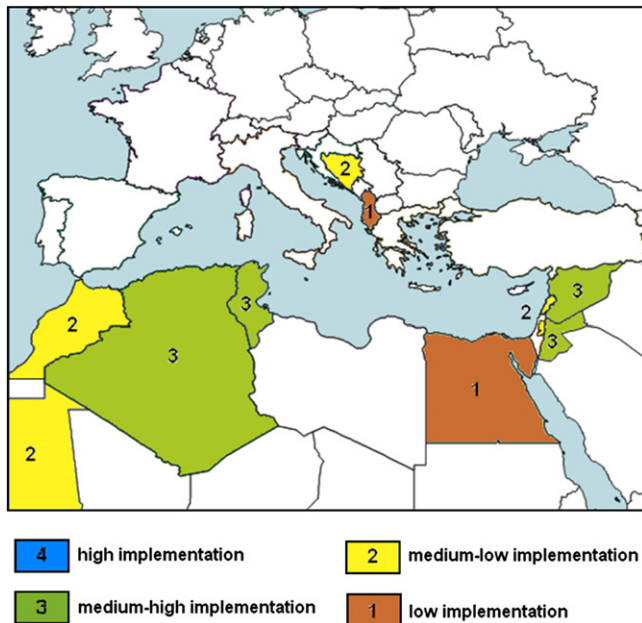 2
1
2
3
3
2
3
3
1
2
4 high implementation
2 medium-low implementation
3 medium-high implementation
1 low implementation